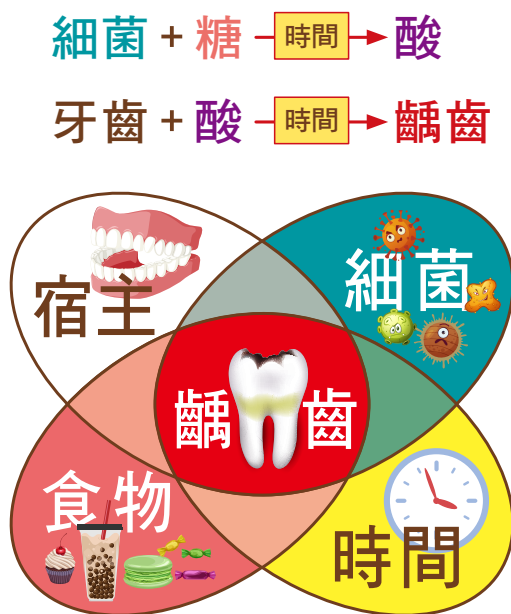 細菌 + 糖 時間 酸
牙齒 + 酸 時間 齲齒
宿主
細菌
齲齒
食物
時間